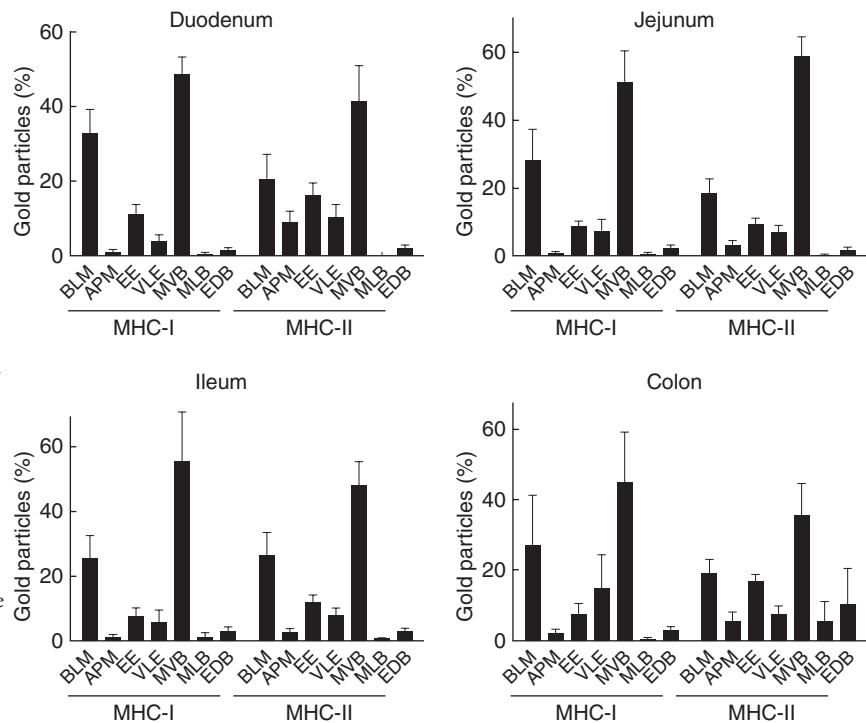 Duodenum
Gold particles (%)
60
40
20
0
BLM APM EE VLE MVB MLB EDB BLM APM EE VLE MVB MLB EDB
MHC-I MHC-II
Jejunum
Gold particles (%)
60
40
20
0
BLM APM EE VLE MVB MLB EDB BLM APM EE VLE MVB MLB EDB
MHC-I MHC-II
Ileum
Gold particles (%)
60
40
20
0
BLM APM EE VLE MVB MLB EDB BLM APM EE VLE MVB MLB EDB
MHC-I MHC-II
Colon
Gold particles (%)
60
40
20
0
BLM APM EE VLE MVB MLB EDB BLM APM EE VLE MVB MLB EDB
MHC-I MHC-II